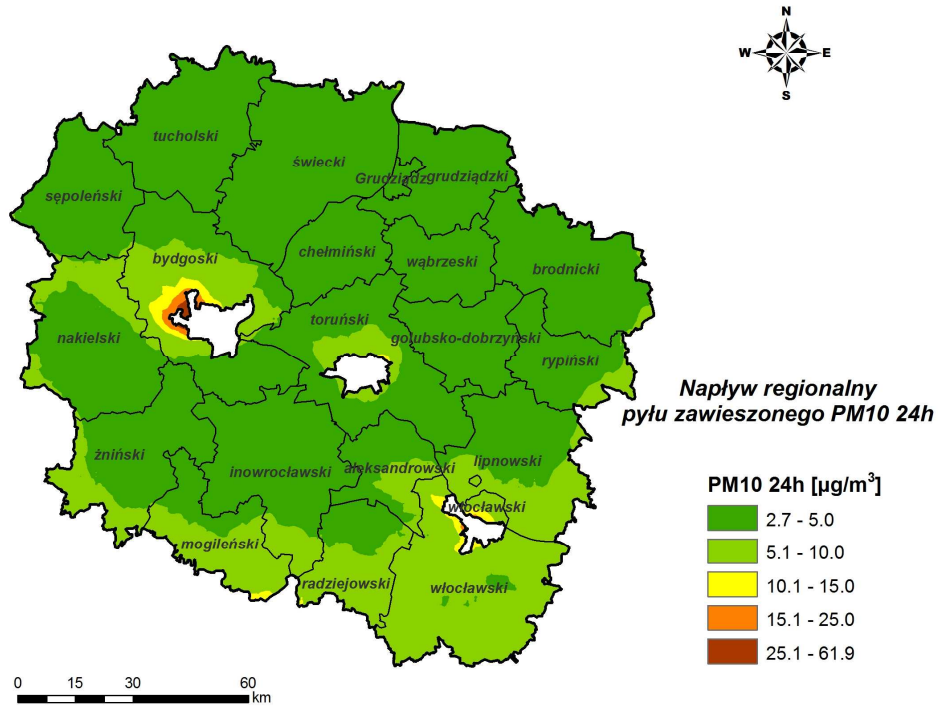 N
W E
S
tucholski
świecki
Grudziądz grudziądzki
sępoleński
bydgoski
chełmiński
wąbrzeski
brodnicki
toruński
nakielski
golubsko-dobrzyński
rypiński
Napływ regionalny
pyłu zawieszonego PM10 24h
żniński
inowrocławski
aleksandrowski
lipnowski
PM10 24h [µg/m³]
włocławski
2.7 - 5.0
mogileński
5.1 - 10.0
radziejowski
włocławski
10.1 - 15.0
15.1 - 25.0
25.1 - 61.9
0 15 30 60
km